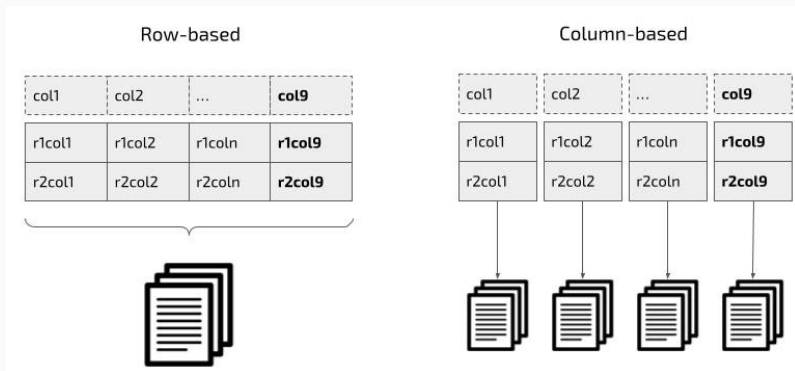 Row-based
col1 col2 ... col9
r1col1 r1col2 r1coln r1col9
r2col1 r2col2 r2coln r2col9
Column-based
col1 col2 ... col9
r1col1 r1col2 r1coln r1col9
r2col1 r2col2 r2coln r2col9